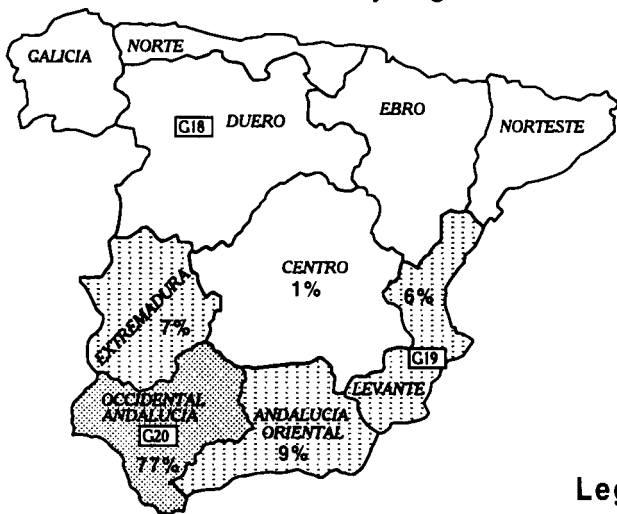 GALICIA
NORTE
G18
DUERO
EBRO
NORTESTE
CENTRO
1%
EXTREMADURA
7%
6%
G19
LEVANTE
OCCIDENTAL
ANDALUCIA
G20
77%
ANDALUCIA
ORIENTAL
9%
Leg